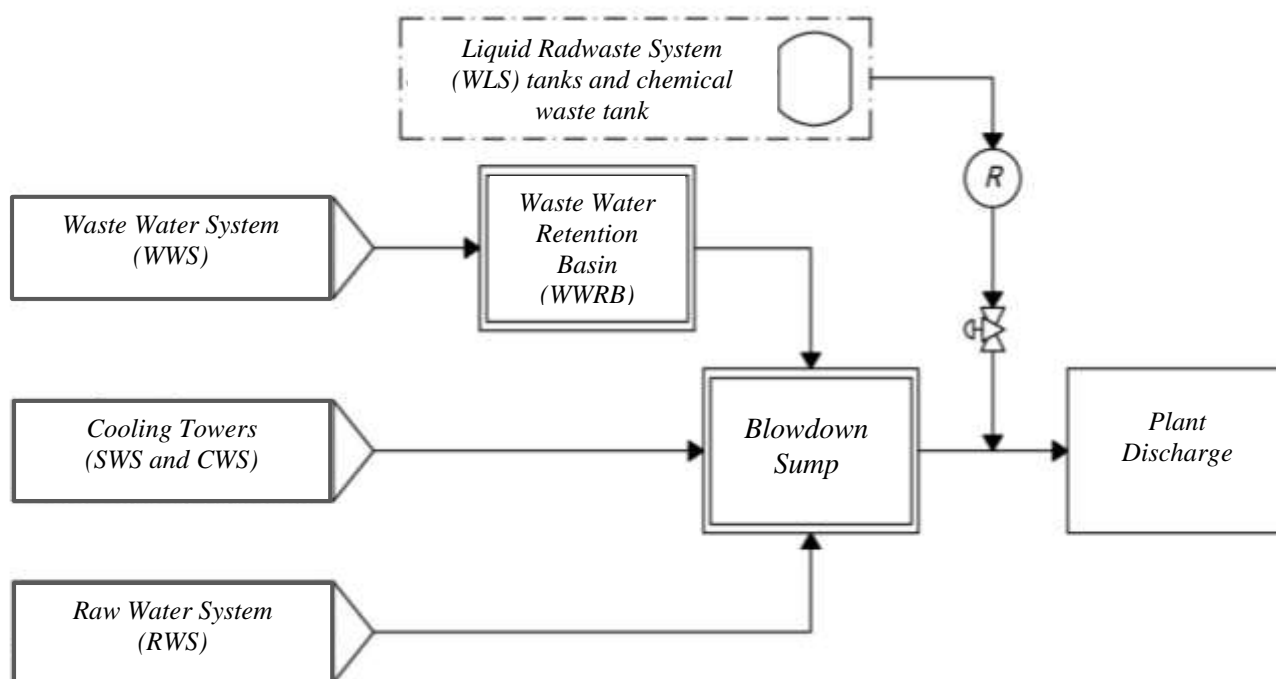 Liquid Radwaste System
(WLS) tanks and chemical
waste tank
R
Waste Water System
(WWS)
Waste Water
Retention
Basin
(WWRB)
Cooling Towers
(SWS and CWS)
Blowdown
Sump
Plant
Discharge
Raw Water System
(RWS)